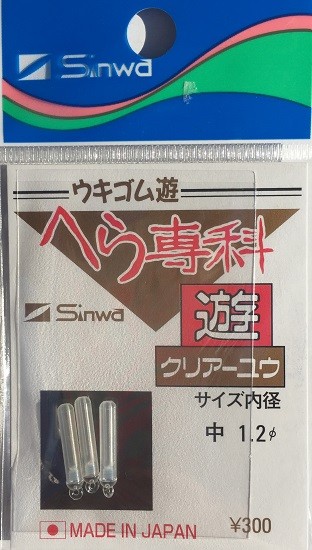 Sinwa
ウキゴム遊
へら専科
Sinwa
遊
クリアーユウ
サイズ内径
中 1.2φ
MADE IN JAPAN ¥300